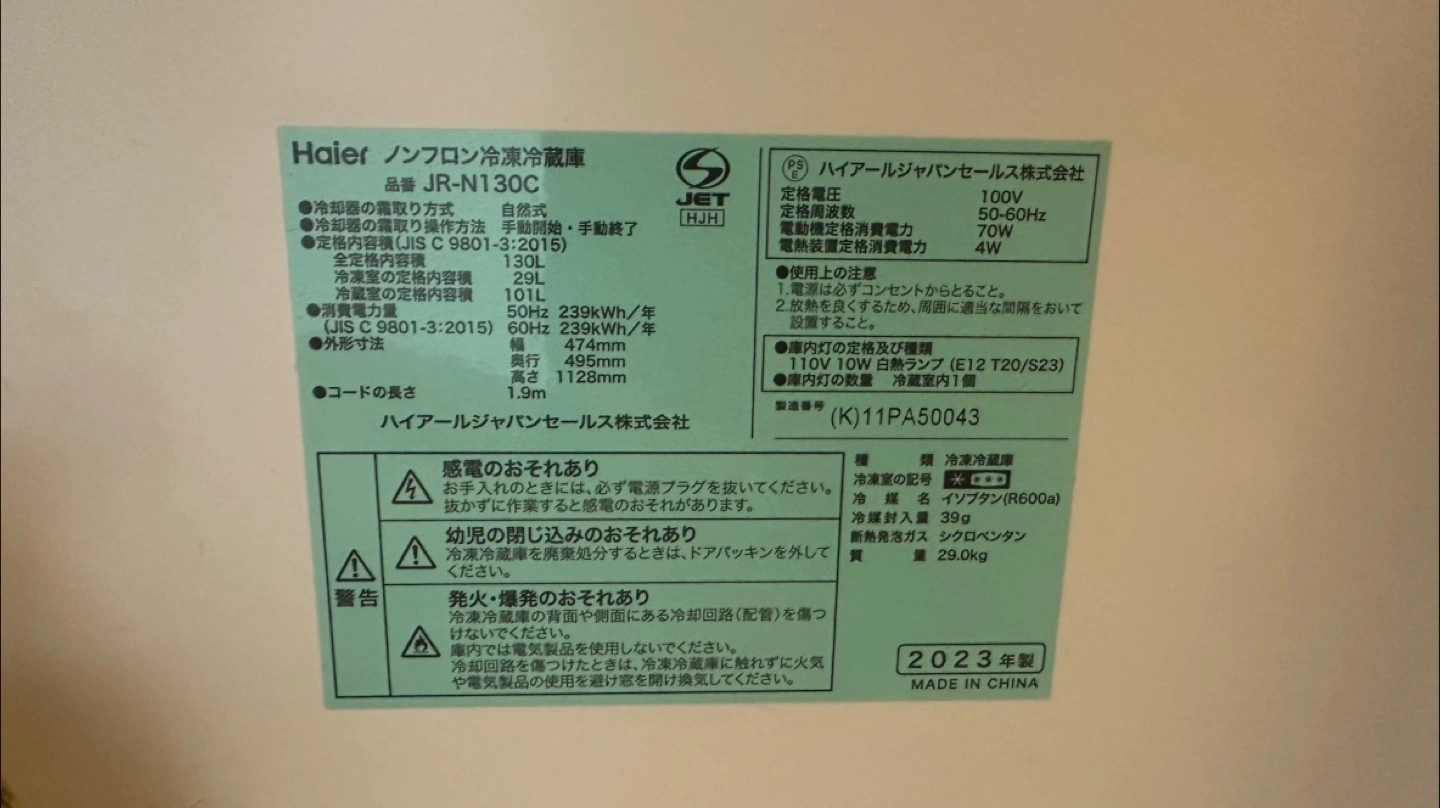 Haier ノンフロン冷凍冷蔵庫
品番 JR-N130C
●冷却器の霜取り方式 自然式
●冷却器の霜取り操作方法 手動開始・手動終了
●定格内容積(JIS C 9801-3:2015)
全定格内容積 130L
冷凍室の定格内容積 29L
冷蔵室の定格内容積 101L
●消費電力量 50Hz 239kWh/年
(JIS C 9801-3:2015) 60Hz 239kWh/年
●外形寸法 幅 474mm
奥行 495mm
高さ 1128mm
●コードの長さ 1.9m
ハイアールジャパンセールス株式会社
JET
HJH
PSE ハイアールジャパンセールス株式会社
定格電圧 100V
定格周波数 50-60Hz
電動機定格消費電力 70W
電熱装置定格消費電力 4W
●使用上の注意
1.電源は必ずコンセントからとること。
2.放熱を良くするため、周囲に適当な間隔をおいて
設置すること。
●庫内灯の定格及び種類
110V 10W 白熱ランプ (E12 T20/S23)
●庫内灯の数量 冷蔵室内1個
製造番号 (K)11PA50043
警告
感電のおそれあり
お手入れのときには、必ず電源プラグを抜いてください。
抜かずに作業すると感電のおそれがあります。
幼児の閉じ込みのおそれあり
冷凍冷蔵庫を廃棄処分するときは、ドアパッキンを外して
ください。
発火・爆発のおそれあり
冷凍冷蔵庫の背面や側面にある冷却回路(配管)を傷つ
けないでください。
庫内では電気製品を使用しないでください。
冷却回路を傷つけたときは、冷凍冷蔵庫に触れずに火気
や電気製品の使用を避け窓を開け換気してください。
種類 冷凍冷蔵庫
冷凍室の記号
冷媒名 イソブタン(R600a)
冷媒封入量 39g
断熱発泡ガス シクロペンタン
質量 29.0kg
2023年製
MADE IN CHINA